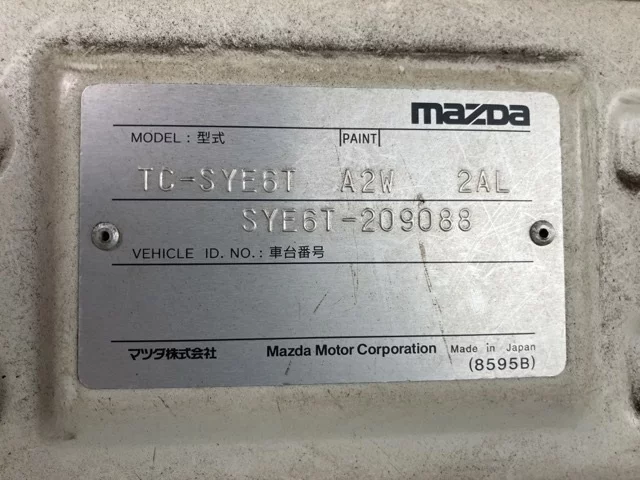 mazda
MODEL : 型式 PAINT
TC-SYE6T A2W 2AL
SYE6T-209088
VEHICLE ID. NO. : 車台番号
マツダ株式会社 Mazda Motor Corporation Made in Japan
(8595B)